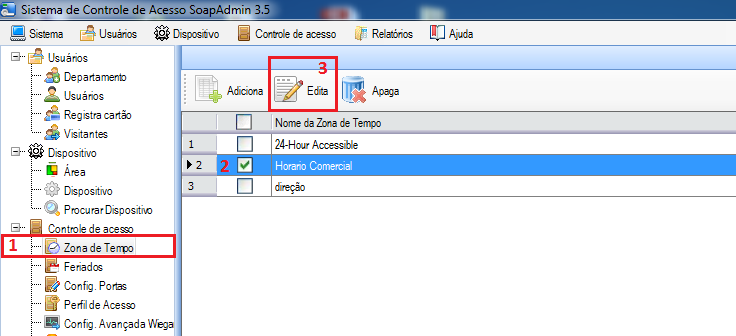 Sistema de Controle de Acesso SoapAdmin 3.5
Sistema Usuários Dispositivo Controle de acesso Relatórios Ajuda
Usuários
Departamento
Usuários
Registra cartão
Visitantes
Dispositivo
Área
Dispositivo
Procurar Dispositivo
Controle de acesso
1 Zona de Tempo
Feriados
Config. Portas
Perfil de Acesso
Config. Avançada Wiega
3
Adiciona Edita Apaga
Nome da Zona de Tempo
1 24-Hour Accessible
2 2 Horario Comercial
3 direção